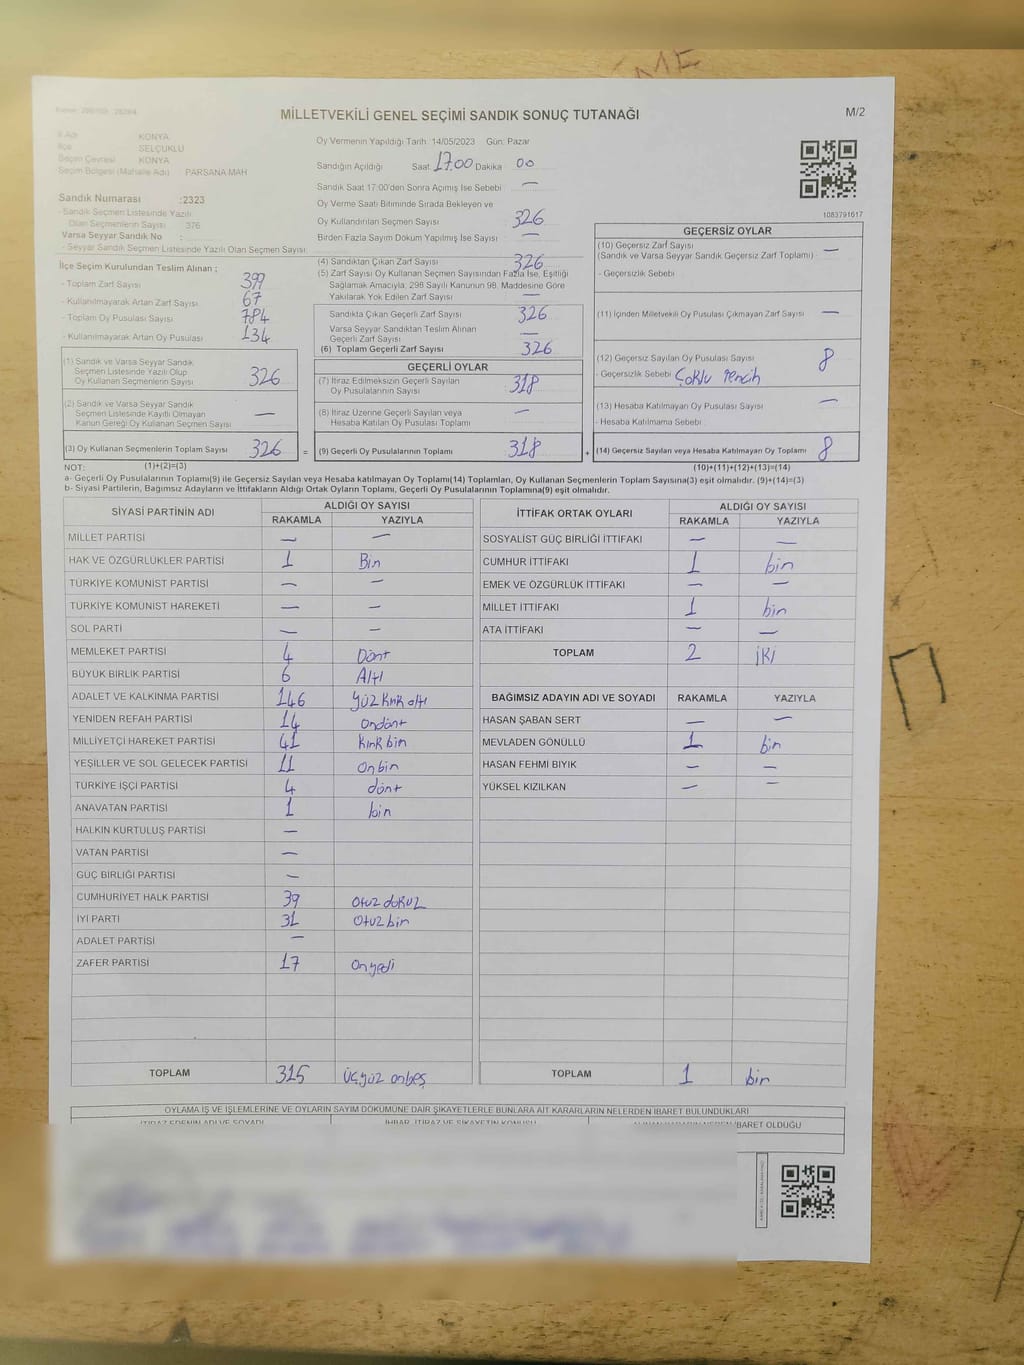 ME
MİLLETVEKİLİ GENEL SEÇİMİ SANDIK SONUÇ TUTANAĞI
M/2
İl Adı KONYA
İlçe SELÇUKLU
Seçim Çevresi KONYA
Seçim Bölgesi (Mahalle Adı) PARSANA MAH
Sandık Numarası :2323
- Sandık Seçmen Listesinde Yazılı
Olan Seçmenlerin Sayısı 376
Varsa Seyyar Sandık No :
- Seyyar Sandık Seçmen Listesinde Yazılı Olan Seçmen Sayısı:
Oy Vermenin Yapıldığı Tarih :14/05/2023 Gün: Pazar
Sandığın Açıldığı Saat: 17.00 Dakika 00
Sandık Saat 17:00'den Sonra Açmış İse Sebebi —
Oy Verme Saati Bitiminde Sırada Bekleyen ve
Oy Kullandırılan Seçmen Sayısı 326
Birden Fazla Sayım Döküm Yapılmış İse Sayısı —
1083791617
İlçe Seçim Kurulundan Teslim Alınan ;
- Toplam Zarf Sayısı 399
- Kullanılmayarak Artan Zarf Sayısı 67
- Toplam Oy Pusulası Sayısı 784
- Kullanılmayarak Artan Oy Pusulası 134
(4) Sandıktan Çıkan Zarf Sayısı 326
(5) Zarf Sayısı Oy Kullanan Seçmen Sayısından Fazla İse, Eşitliği
Sağlamak Amacıyla, 298 Sayılı Kanunun 98. Maddesine Göre
Yakılarak Yok Edilen Zarf Sayısı —
Sandıkta Çıkan Geçerli Zarf Sayısı 326
Varsa Seyyar Sandıktan Teslim Alınan
Geçerli Zarf Sayısı —
(6) Toplam Geçerli Zarf Sayısı 326
GEÇERSİZ OYLAR
(10) Geçersiz Zarf Sayısı —
(Sandık ve Varsa Seyyar Sandık Geçersiz Zarf Toplamı)
- Geçersizlik Sebebi
(11) İçinden Milletvekili Oy Pusulası Çıkmayan Zarf Sayısı —
(12) Geçersiz Sayılan Oy Pusulası Sayısı 8
- Geçersizlik Sebebi Çoklu Tercih
(13) Hesaba Katılmayan Oy Pusulası Sayısı —
- Hesaba Katılmama Sebebi
(14) Geçersiz Sayılan veya Hesaba Katılmayan Oy Toplamı 8
(1) Sandık ve Varsa Seyyar Sandık
Seçmen Listesinde Yazılı Olup
Oy Kullanan Seçmenlerin Sayısı 326
(2) Sandık ve Varsa Seyyar Sandık
Seçmen Listesinde Kayıtlı Olmayan
Kanun Gereği Oy Kullanan Seçmen Sayısı —
(3) Oy Kullanan Seçmenlerin Toplam Sayısı 326 =
GEÇERLİ OYLAR
(7) İtiraz Edilmeksizin Geçerli Sayılan
Oy Pusulalarının Sayısı 318
(8) İtiraz Üzerine Geçerli Sayılan veya
Hesaba Katılan Oy Pusulası Toplamı —
(9) Geçerli Oy Pusulalarının Toplamı 318 +
NOT: (1)+(2)=(3) (10)+(11)+(12)+(13)=(14)
a- Geçerli Oy Pusulalarının Toplamı(9) ile Geçersiz Sayılan veya Hesaba katılmayan Oy Toplamı(14) Toplamları, Oy Kullanan Seçmenlerin Toplam Sayısına(3) eşit olmalıdır. (9)+(14)=(3)
b- Siyasi Partilerin, Bağımsız Adayların ve İttifakların Aldığı Ortak Oyların Toplamı, Geçerli Oy Pusulalarının Toplamına(9) eşit olmalıdır.
SİYASİ PARTİNİN ADI ALDIĞI OY SAYISI
RAKAMLA YAZIYLA
MİLLET PARTİSİ — —
HAK VE ÖZGÜRLÜKLER PARTİSİ 1 Bir
TÜRKİYE KOMÜNİST PARTİSİ — —
TÜRKİYE KOMÜNİST HAREKETİ — —
SOL PARTİ — —
MEMLEKET PARTİSİ 4 Dört
BÜYÜK BİRLİK PARTİSİ 6 Altı
ADALET VE KALKINMA PARTİSİ 146 yüz kırk altı
YENİDEN REFAH PARTİSİ 14 ondört
MİLLİYETÇİ HAREKET PARTİSİ 41 kırk bir
YEŞİLLER VE SOL GELECEK PARTİSİ 11 on bir
TÜRKİYE İŞÇİ PARTİSİ 4 dört
ANAVATAN PARTİSİ 1 bir
HALKIN KURTULUŞ PARTİSİ —
VATAN PARTİSİ —
GÜÇ BİRLİĞİ PARTİSİ —
CUMHURİYET HALK PARTİSİ 39 otuz dokuz
İYİ PARTİ 31 otuz bir
ADALET PARTİSİ —
ZAFER PARTİSİ 17 on yedi
TOPLAM 315 üçyüz onbeş
İTTİFAK ORTAK OYLARI ALDIĞI OY SAYISI
RAKAMLA YAZIYLA
SOSYALİST GÜÇ BİRLİĞİ İTTİFAKI — —
CUMHUR İTTİFAKI 1 bir
EMEK VE ÖZGÜRLÜK İTTİFAKI — —
MİLLET İTTİFAKI 1 bir
ATA İTTİFAKI — —
TOPLAM 2 iki
BAĞIMSIZ ADAYIN ADI VE SOYADI RAKAMLA YAZIYLA
HASAN ŞABAN SERT — —
MEVLADEN GÖNÜLLÜ 1 bir
HASAN FEHMI BIYIK — —
YÜKSEL KIZILKAN — —
TOPLAM 1 bir
OYLAMA İŞ VE İŞLEMLERİNE VE OYLARIN SAYIM DÖKÜMÜNE DAİR ŞİKAYETLERLE BUNLARA AİT KARARLARIN NELERDEN İBARET BULUNDUKLARI
İTİRAZ EDENİN ADI VE SOYADI İHBAR, İTİRAZ VE ŞİKAYETİN KONUSU İBARET OLDUĞU